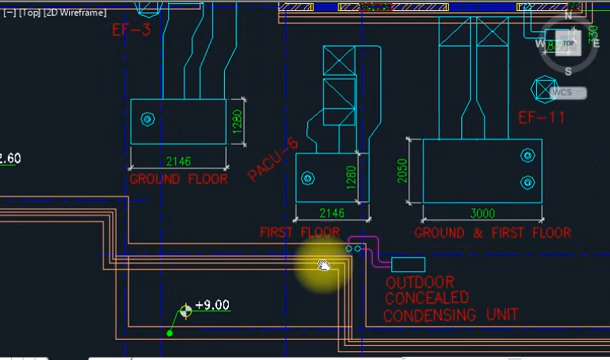 [−] [Top] [2D Wireframe]
EF-3
N
W TOP E
S
WCS
EF-11
1280
2146
GROUND FLOOR
2.60
PACU-6
1280
2146
FIRST FLOOR
2050
3000
GROUND & FIRST FLOOR
OUTDOOR
CONCEALED
CONDENSING UNIT
+9.00